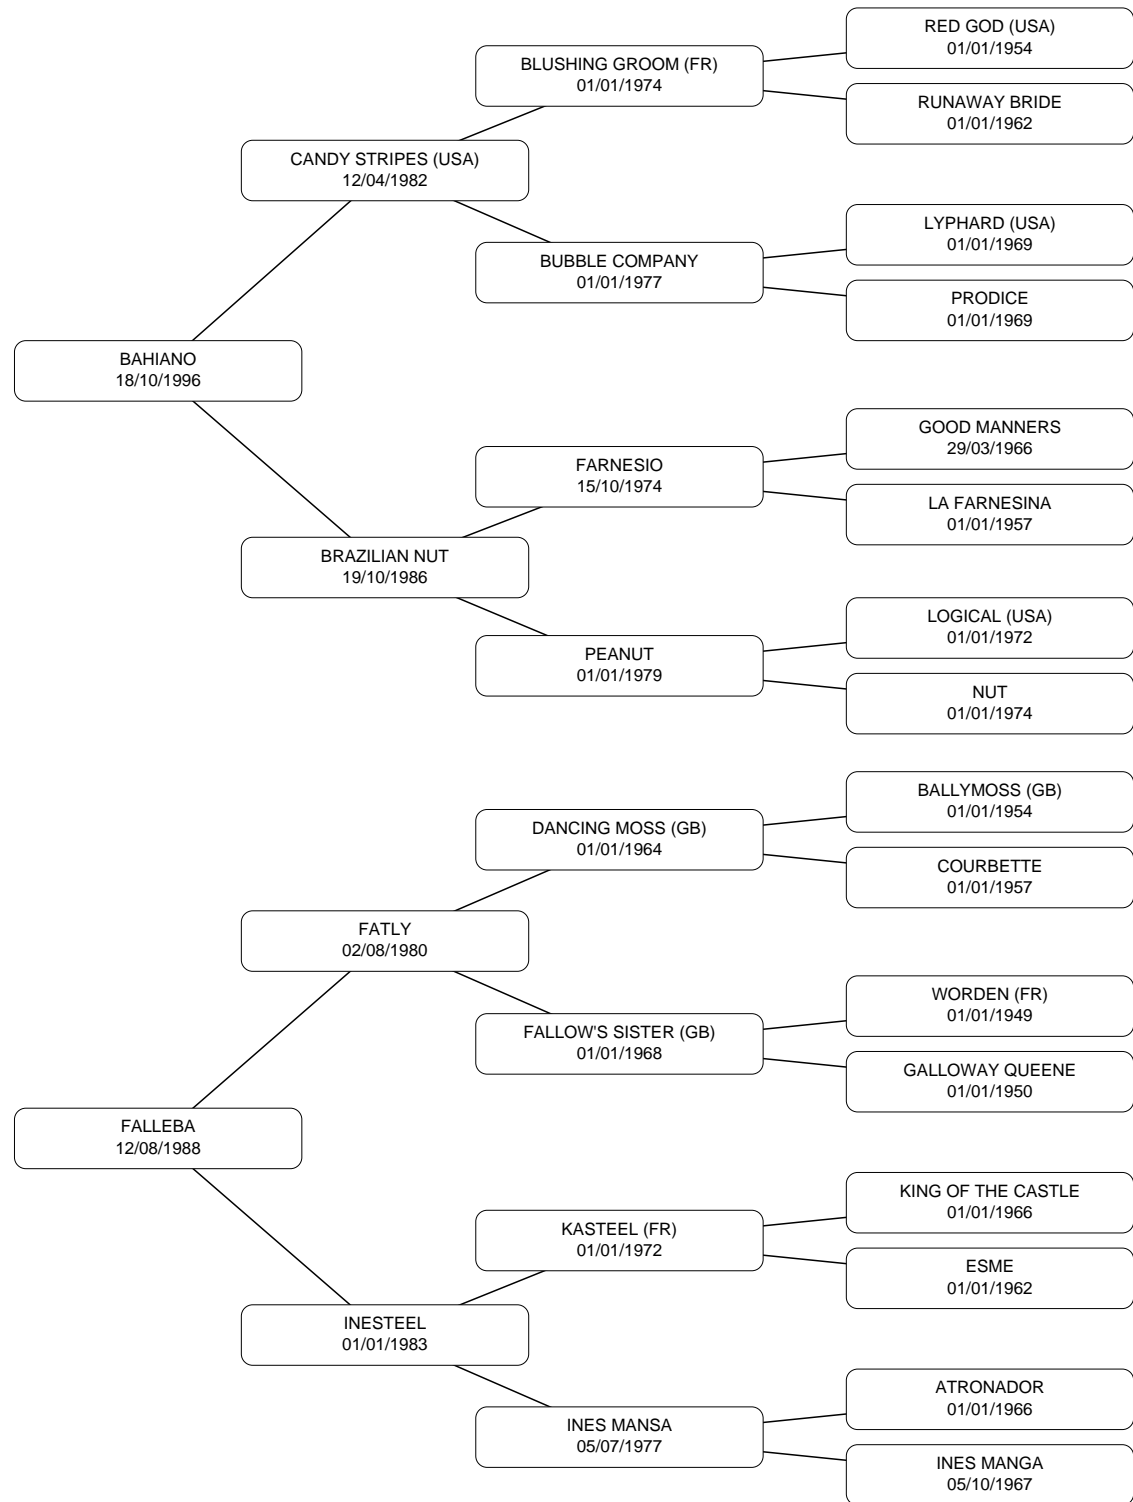 RED GOD (USA)
01/01/1954
BLUSHING GROOM (FR)
01/01/1974
RUNAWAY BRIDE
01/01/1962
CANDY STRIPES (USA)
12/04/1982
LYPHARD (USA)
01/01/1969
BUBBLE COMPANY
01/01/1977
PRODICE
01/01/1969
BAHIANO
18/10/1996
GOOD MANNERS
29/03/1966
FARNESIO
15/10/1974
LA FARNESINA
01/01/1957
BRAZILIAN NUT
19/10/1986
LOGICAL (USA)
01/01/1972
PEANUT
01/01/1979
NUT
01/01/1974
BALLYMOSS (GB)
01/01/1954
DANCING MOSS (GB)
01/01/1964
COURBETTE
01/01/1957
FATLY
02/08/1980
WORDEN (FR)
01/01/1949
FALLOW'S SISTER (GB)
01/01/1968
GALLOWAY QUEENE
01/01/1950
FALLEBA
12/08/1988
KING OF THE CASTLE
01/01/1966
KASTEEL (FR)
01/01/1972
ESME
01/01/1962
INESTEEL
01/01/1983
ATRONADOR
01/01/1966
INES MANSA
05/07/1977
INES MANGA
05/10/1967